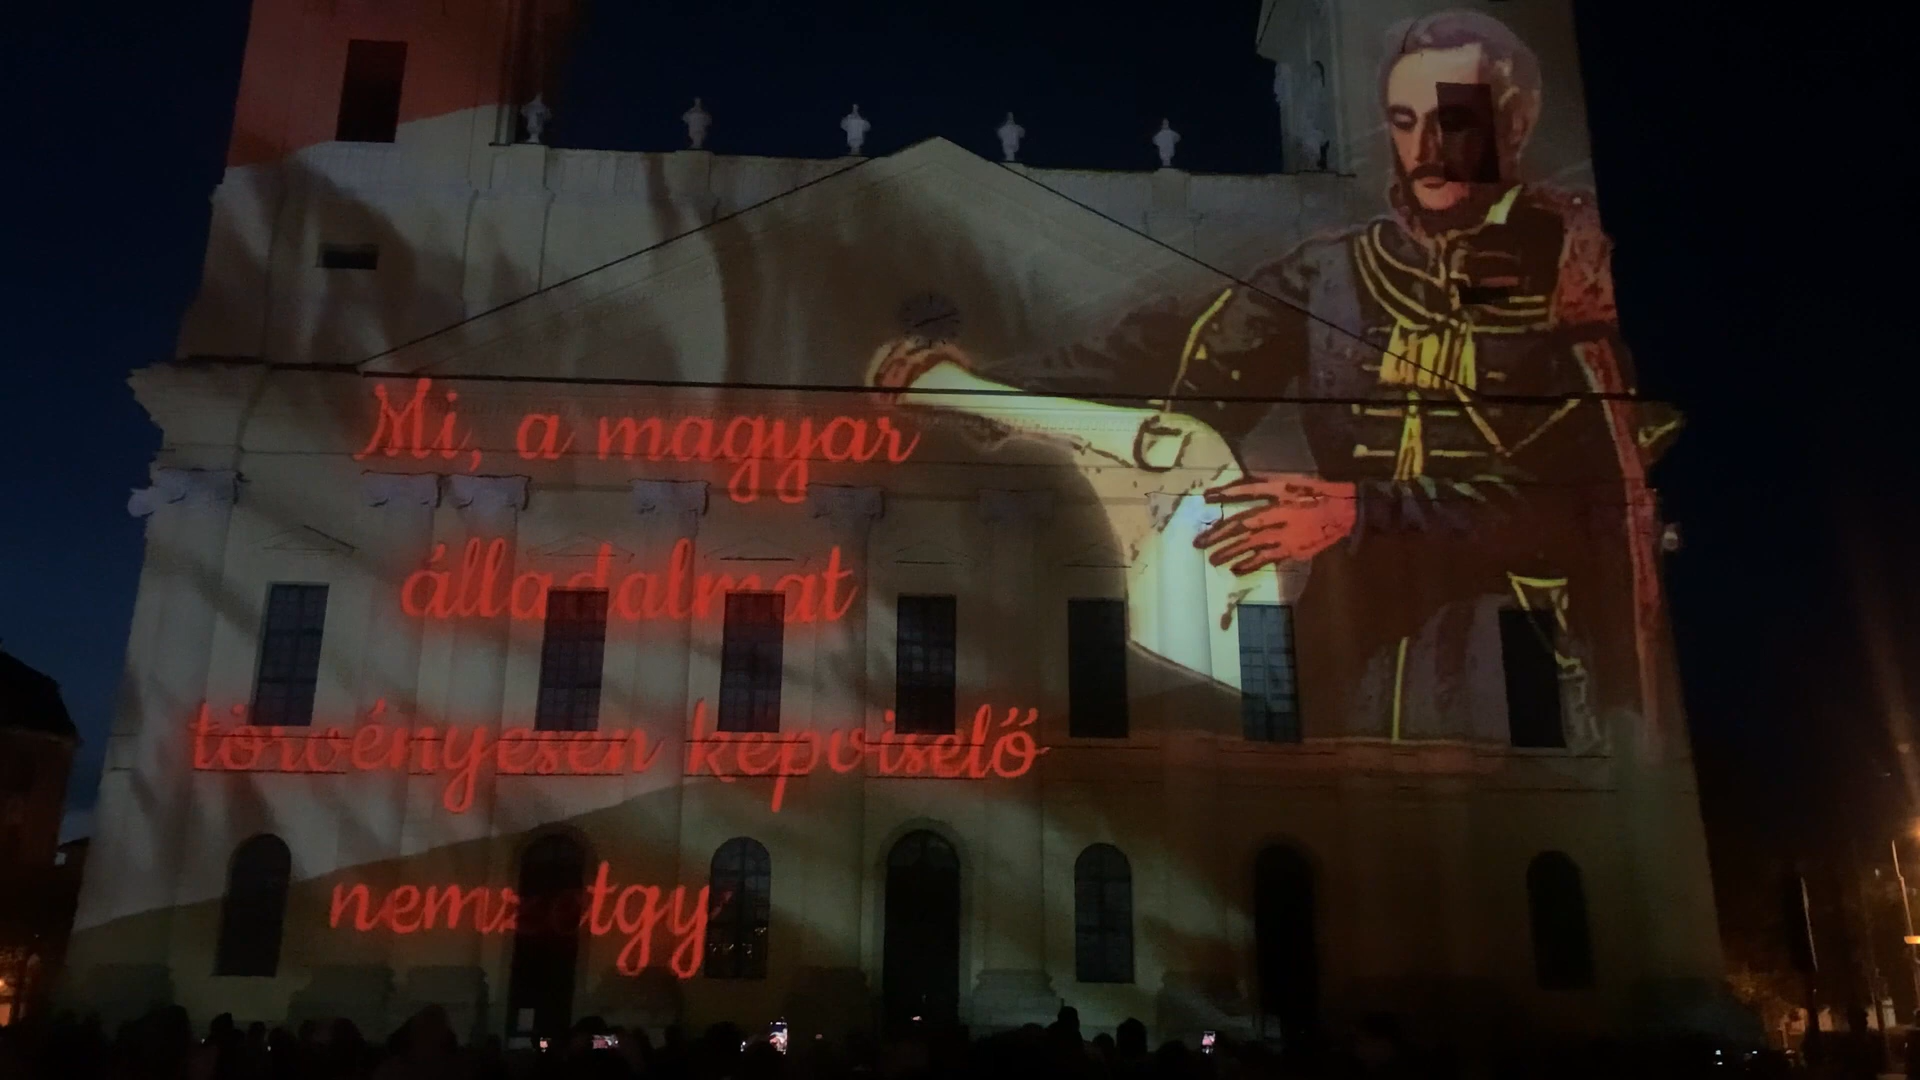 Mi, a magyar
álladalmat
törvényesen képviselő
nemzetgy